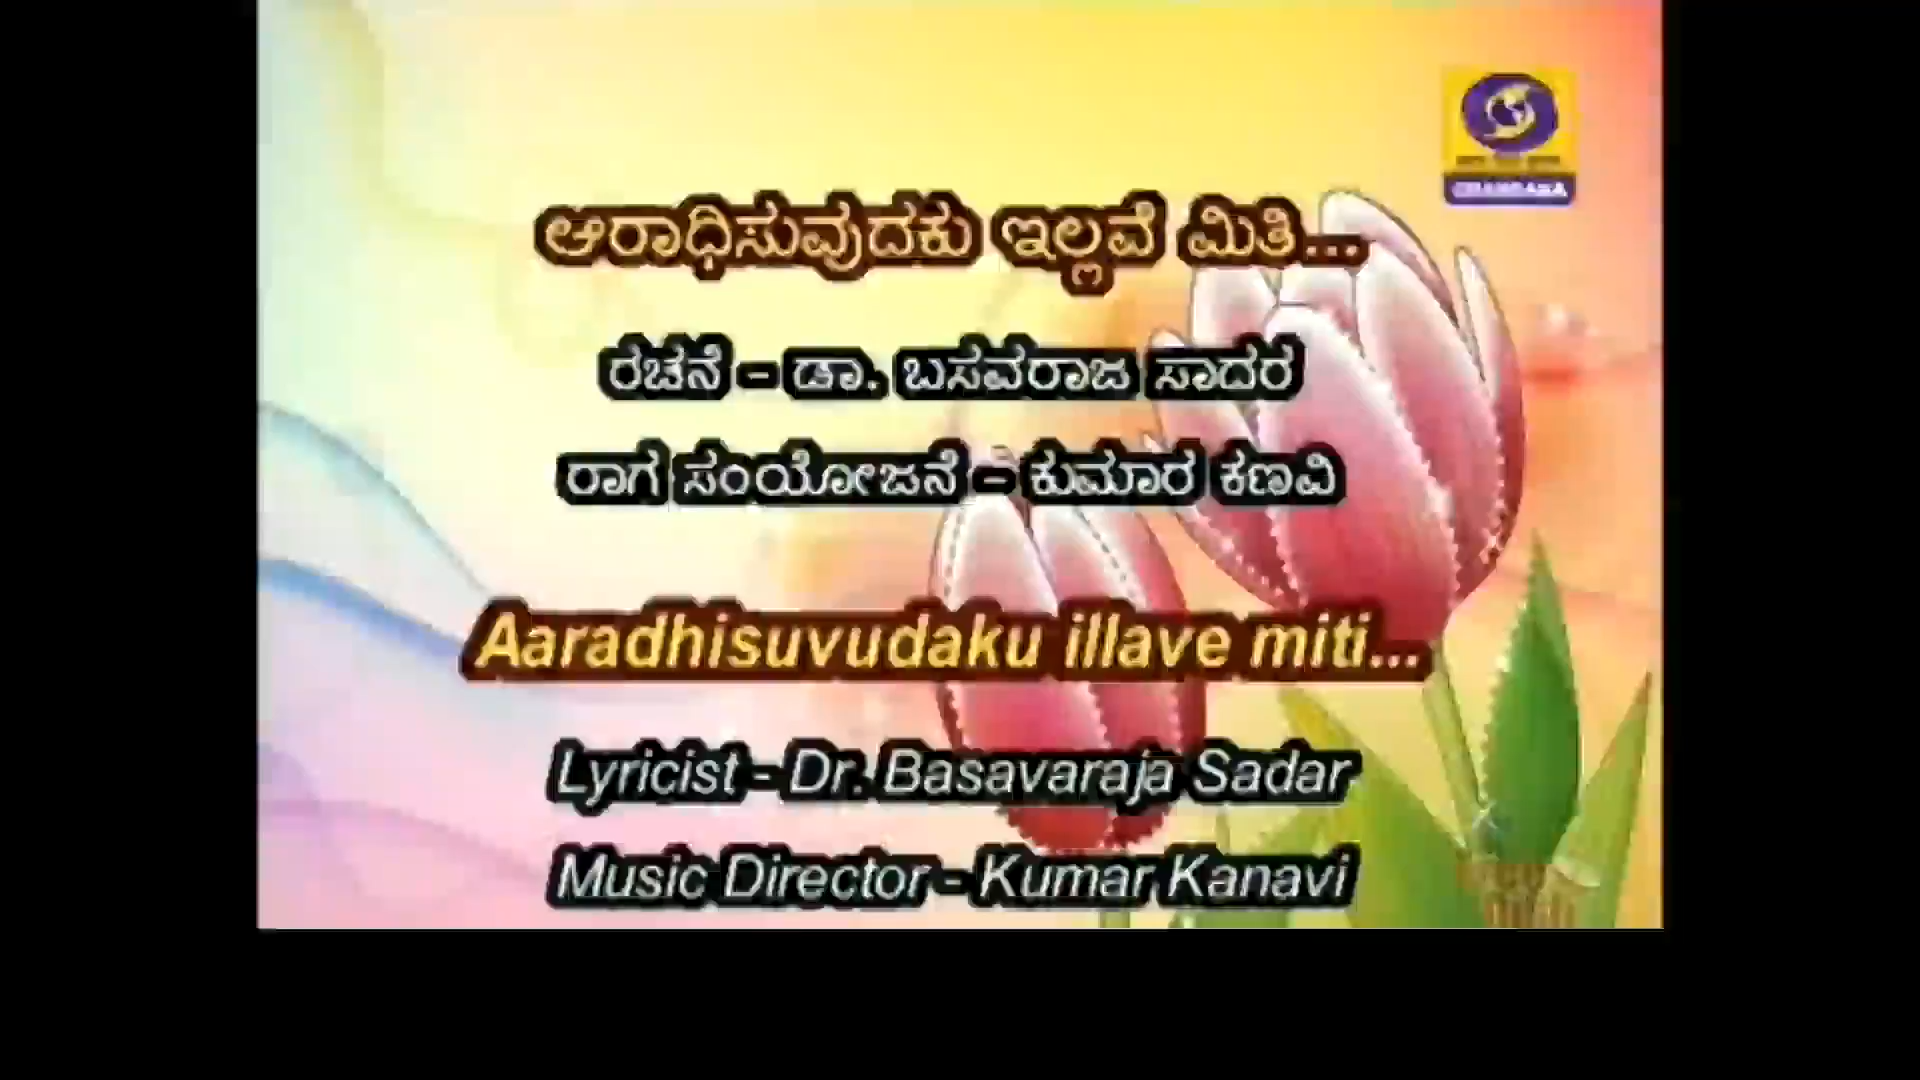 CHANDANA
ಆರಾಧಿಸುವುದಕು ಇಲ್ಲವೆ ಮಿತಿ...
ರಚನೆ - ಡಾ. ಬಸವರಾಜ ಸಾದರ
ರಾಗ ಸಂಯೋಜನೆ - ಕುಮಾರ ಕಣವಿ
Aaradhisuvudaku illave miti...
Lyricist - Dr. Basavaraja Sadar
Music Director - Kumar Kanavi